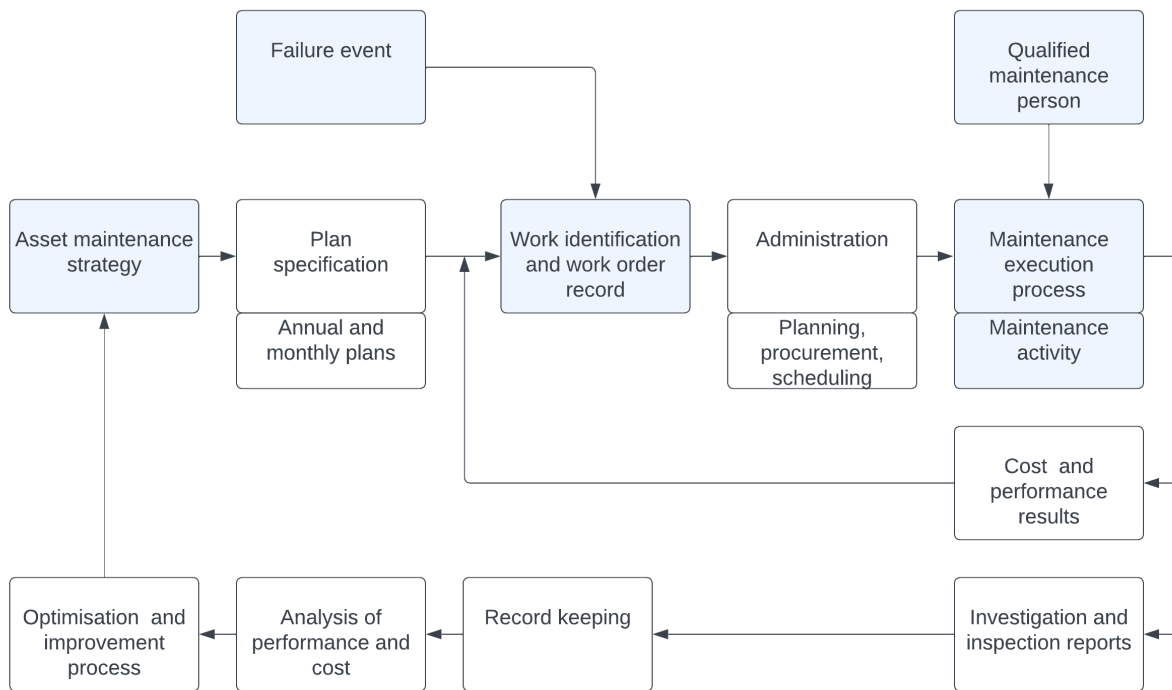 Failure event
Qualified
maintenance
person
Asset maintenance
strategy
Plan
specification
Annual and
monthly plans
Work identification
and work order
record
Administration
Planning,
procurement,
scheduling
Maintenance
execution
process
Maintenance
activity
Cost and
performance
results
Optimisation and
improvement
process
Analysis of
performance and
cost
Record keeping
Investigation and
inspection reports